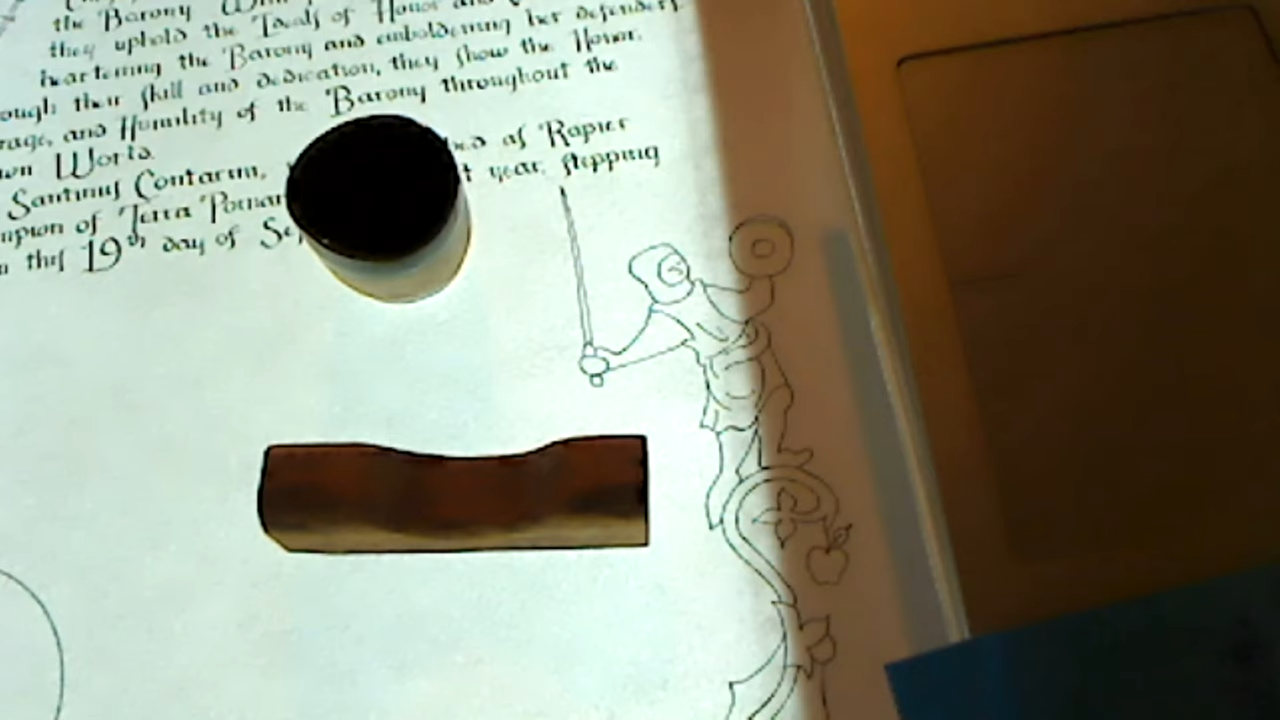 the Barony
they uphold the Ideals of Honor
heartening the Barony and emboldening her defenders
ough their skill and dedication, they show the Honor,
rage, and Humility of the Barony throughout the
wn World.
Santinus Contarini, of Rapier
mpion of Terra Pomar t year, stepping
this 19th day of Se